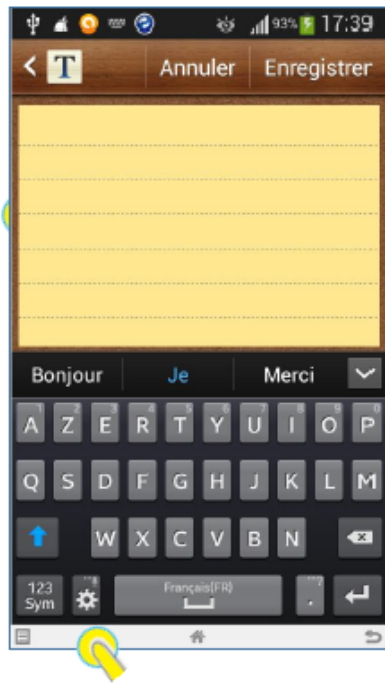 93% 17:39
T Annuler Enregistrer
Bonjour Je Merci
1 2 3 4 5 6 7 8 9 0
A Z E R T Y U I O P
Q S D F G H J K L M
W X C V B N
123 Français(FR) .
Sym